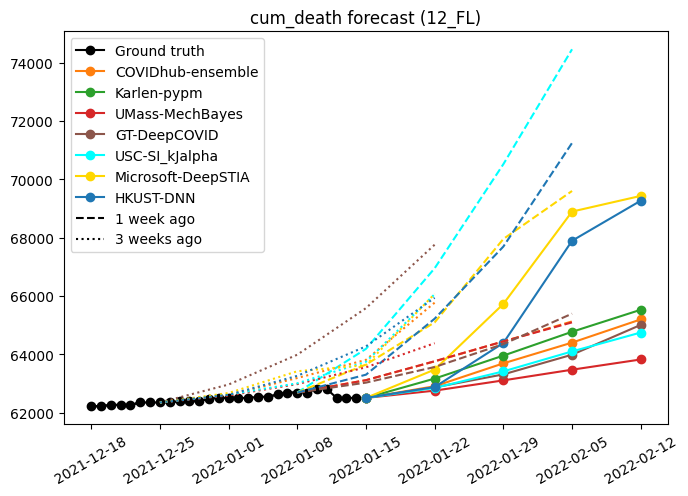 cum_death forecast (12_FL)
Ground truth
COVIDhub-ensemble
Karlen-pypm
UMass-MechBayes
GT-DeepCOVID
USC-SI_kJalpha
Microsoft-DeepSTIA
HKUST-DNN
1 week ago
3 weeks ago
74000
72000
70000
68000
66000
64000
62000
2021-12-18
2021-12-25
2022-01-01
2022-01-08
2022-01-15
2022-01-22
2022-01-29
2022-02-05
2022-02-12